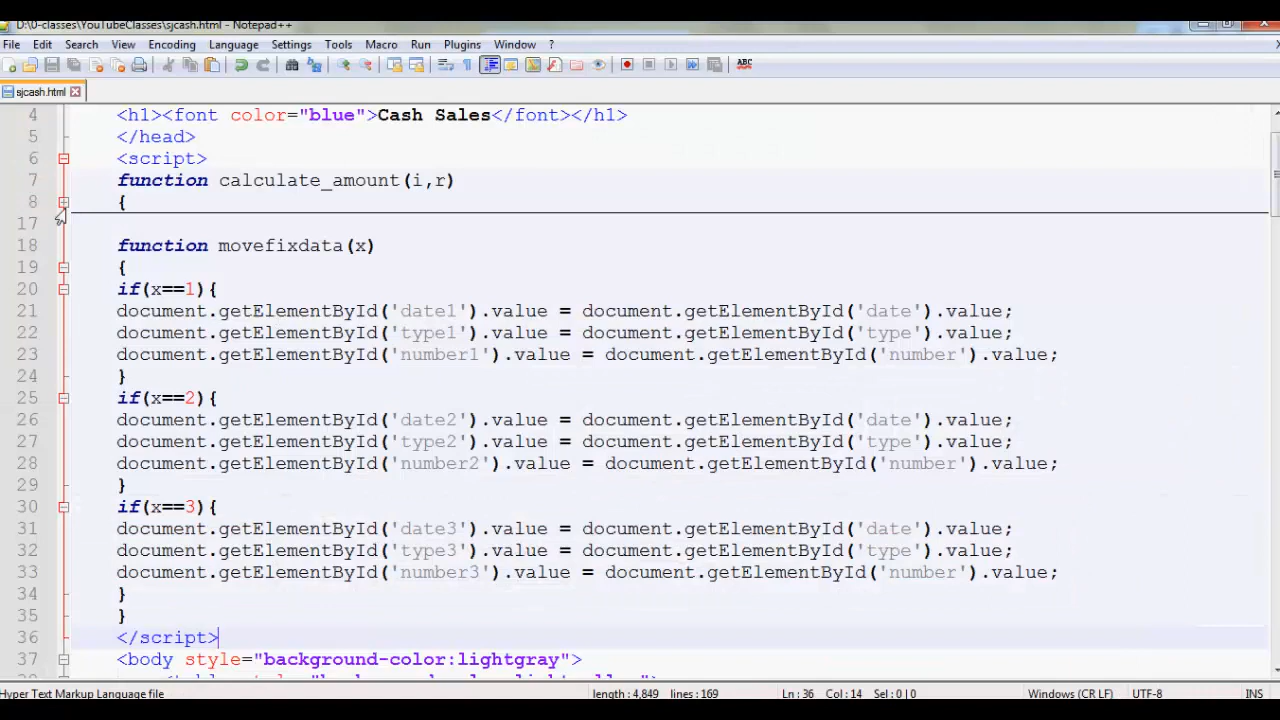 D:\0-classes\YouTubeClasses\sjcash.html - Notepad++
File Edit Search View Encoding Language Settings Tools Macro Run Plugins Window ?
ABC
sjcash.html
4 <h1><font color="blue">Cash Sales</font></h1>
5 </head>
6 <script>
7 function calculate_amount(i,r)
8 {
17
18 function movefixdata(x)
19 {
20 if(x==1){
21 document.getElementById('date1').value = document.getElementById('date').value;
22 document.getElementById('type1').value = document.getElementById('type').value;
23 document.getElementById('number1').value = document.getElementById('number').value;
24 }
25 if(x==2){
26 document.getElementById('date2').value = document.getElementById('date').value;
27 document.getElementById('type2').value = document.getElementById('type').value;
28 document.getElementById('number2').value = document.getElementById('number').value;
29 }
30 if(x==3){
31 document.getElementById('date3').value = document.getElementById('date').value;
32 document.getElementById('type3').value = document.getElementById('type').value;
33 document.getElementById('number3').value = document.getElementById('number').value;
34 }
35 }
36 </script>
37 <body style="background-color:lightgray">
Hyper Text Markup Language file length : 4,849 lines : 169 Ln : 36 Col : 14 Sel : 0 | 0 Windows (CR LF) UTF-8 INS